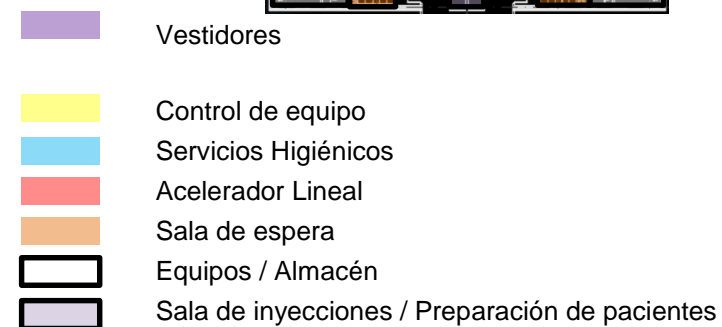 Vestidores
Control de equipo
Servicios Higiénicos
Acelerador Lineal
Sala de espera
Equipos / Almacén
Sala de inyecciones / Preparación de pacientes